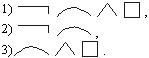 1) ¬ ⌒ ^ □ ,
2) ¬ ⌒ ,
3) ⌒ ^ □ .